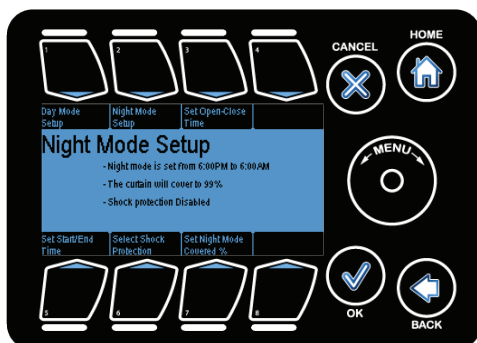 HOME
CANCEL
1
2
3
4
Day Mode
Setup
Night Mode
Setup
Set Open-Close
Time
Night Mode Setup
- Night mode is set from 6:00PM to 6:00AM
- The curtain will cover to 99%
- Shock protection Disabled
MENU
Set Start/End
Time
Select Shock
Protection
Set Night Mode
Covered %
5
6
7
8
OK
BACK